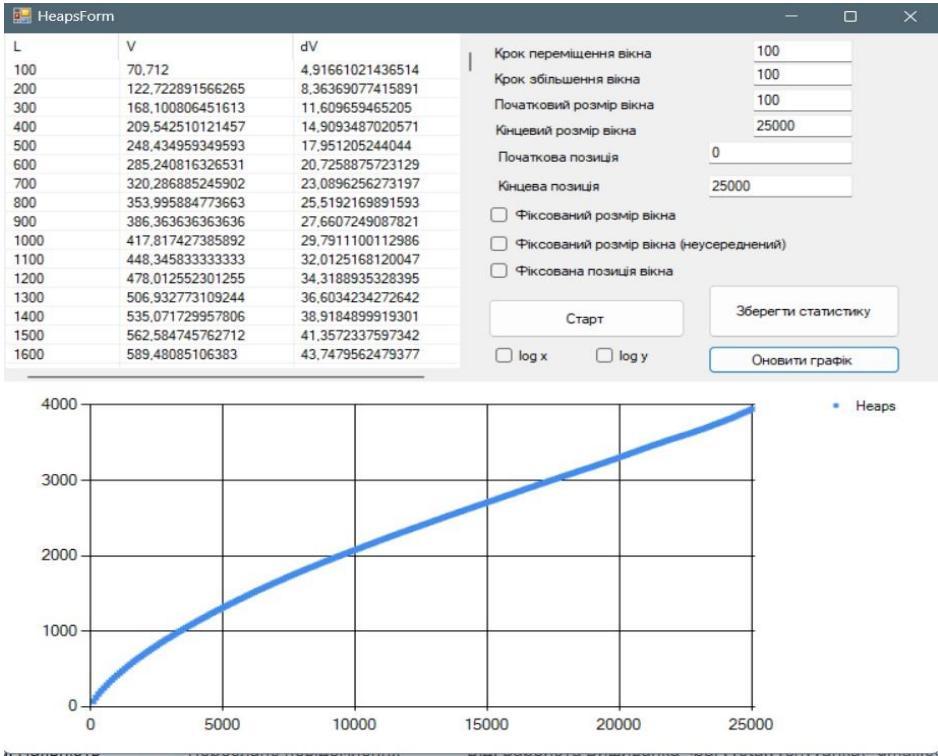 HeapsForm
L V dV
100 70,712 4,91661021436514
200 122,722891566265 8,36369077415891
300 168,100806451613 11,609659465205
400 209,542510121457 14,9093487020571
500 248,434959349593 17,951205244044
600 285,240816326531 20,7258875723129
700 320,286885245902 23,0896256273197
800 353,995884773663 25,5192169891593
900 386,363636363636 27,6607249087821
1000 417,817427385892 29,7911100112986
1100 448,345833333333 32,0125168120047
1200 478,012552301255 34,3188935328395
1300 506,932773109244 36,6034234272642
1400 535,071729957806 38,9184899919301
1500 562,584745762712 41,3572337597342
1600 589,48085106383 43,7479562479377
Крок переміщення вікна 100
Крок збільшення вікна 100
Початковий розмір вікна 100
Кінцевий розмір вікна 25000
Початкова позиція 0
Кінцева позиція 25000
Фіксований розмір вікна
Фіксований розмір вікна (неусереднений)
Фіксована позиція вікна
Старт
Зберегти статистику
log x log y
Оновити графік
4000
3000
2000
1000
0
0 5000 10000 15000 20000 25000
Heaps